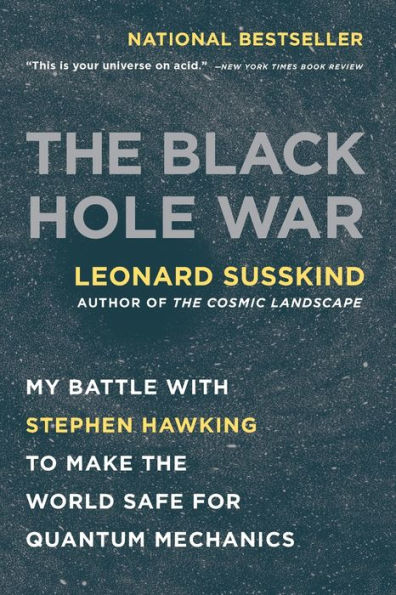 NATIONAL BESTSELLER
“This is your universe on acid.” —NEW YORK TIMES BOOK REVIEW
THE BLACK
HOLE WAR
LEONARD SUSSKIND
AUTHOR OF THE COSMIC LANDSCAPE
MY BATTLE WITH
STEPHEN HAWKING
TO MAKE THE
WORLD SAFE FOR
QUANTUM MECHANICS